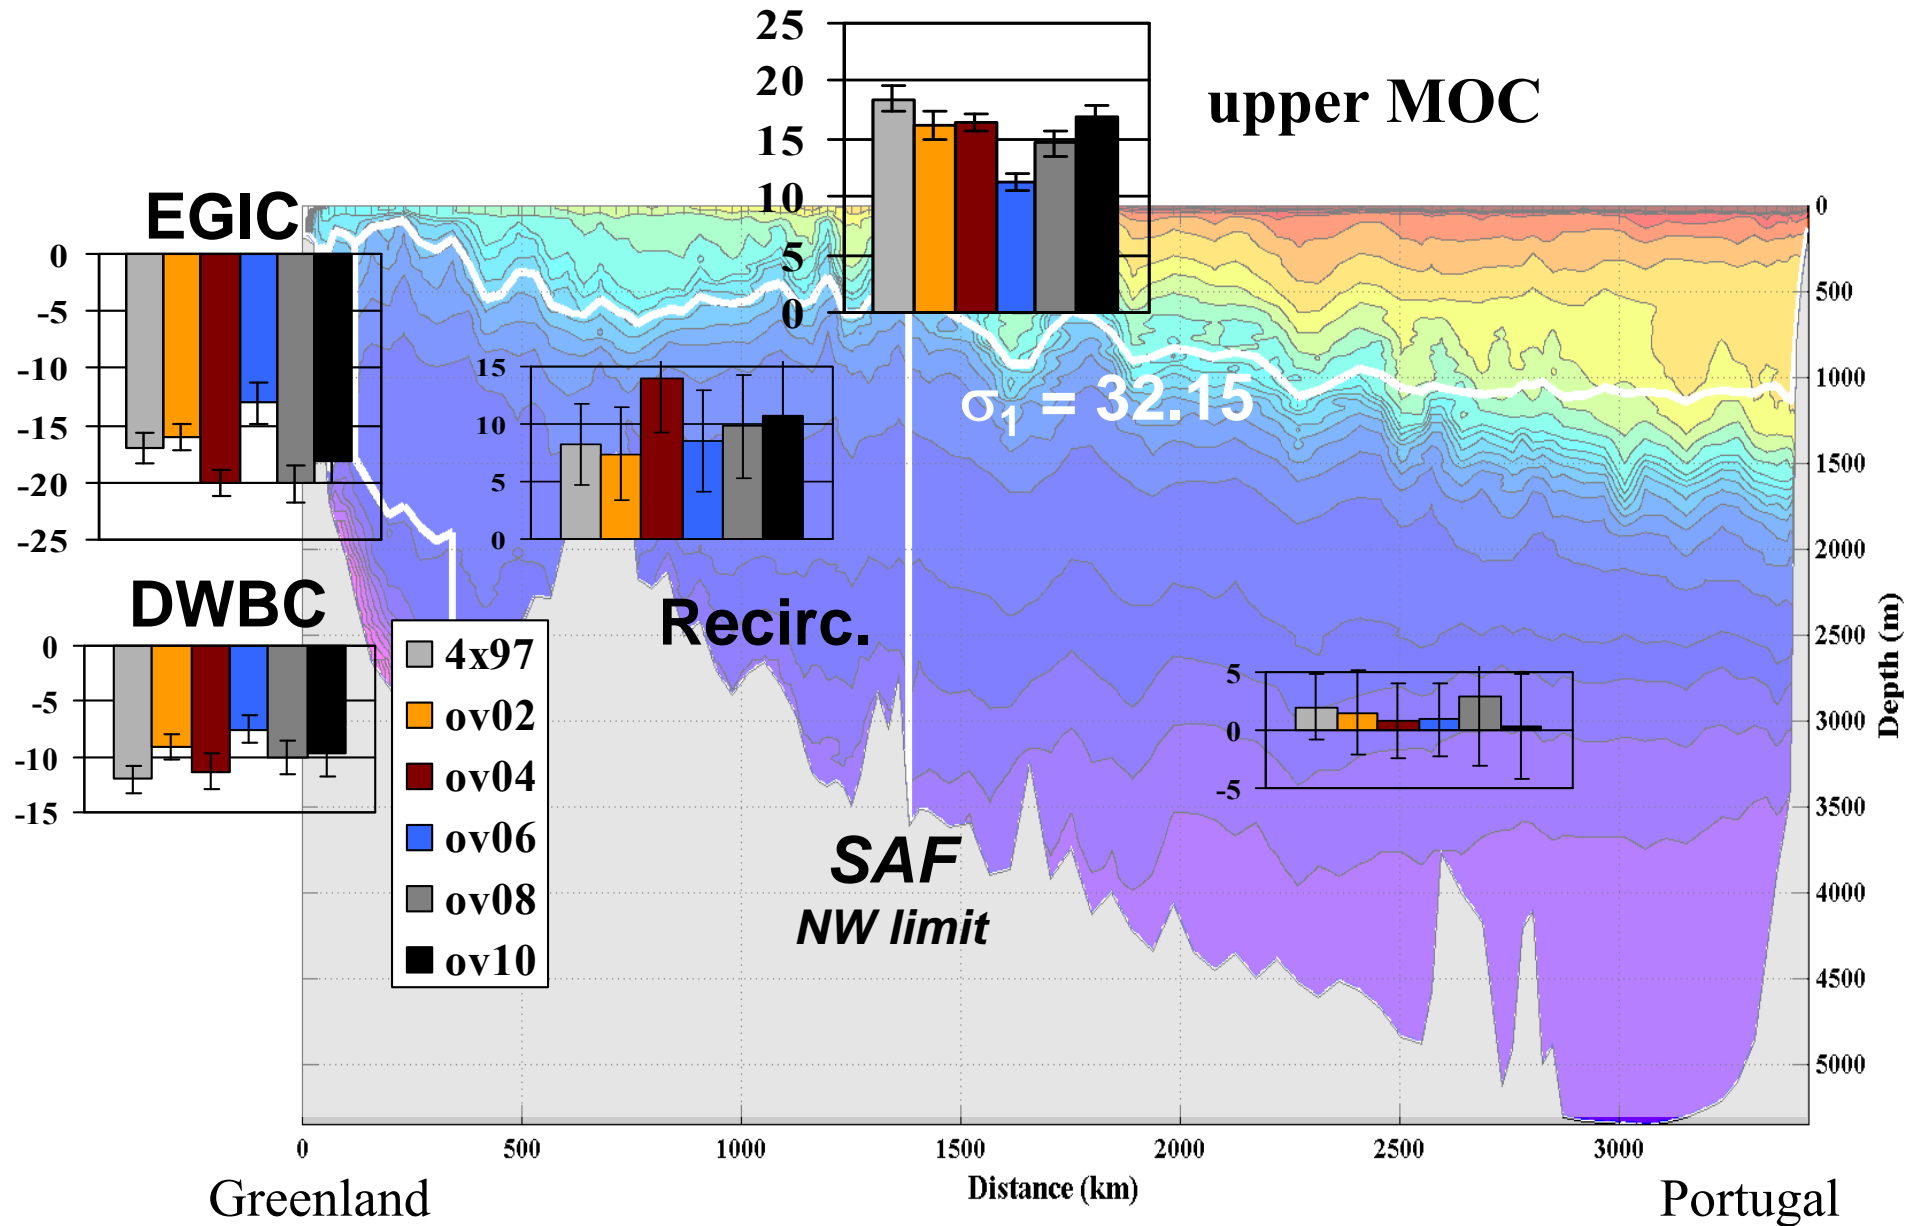 25
20
15
10
5
0
upper MOC
EGIC
0
-5
-10
-15
-20
-25
15
10
5
0
σ1 = 32.15
DWBC
0
-5
-10
-15
4x97
ov02
ov04
ov06
ov08
ov10
Recirc.
5
0
-5
SAF
NW limit
0
500
1000
1500
2000
2500
3000
3500
4000
4500
5000
Depth (m)
0
500
1000
1500
2000
2500
3000
Distance (km)
Greenland
Portugal